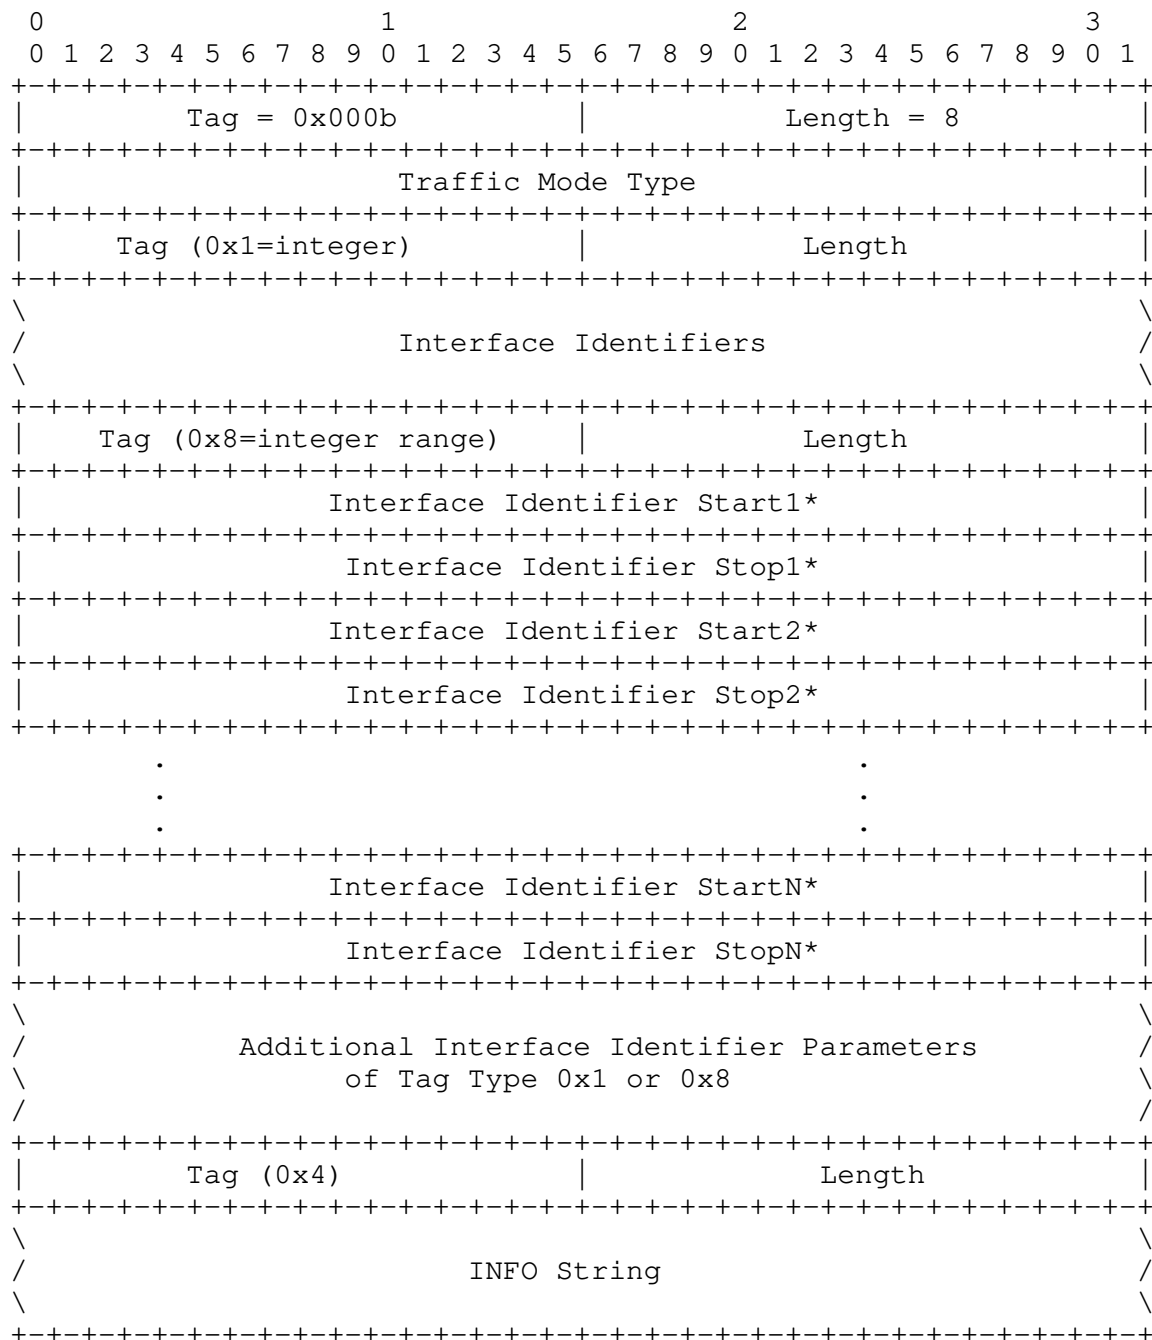 0                   1                   2                   3
 0 1 2 3 4 5 6 7 8 9 0 1 2 3 4 5 6 7 8 9 0 1 2 3 4 5 6 7 8 9 0 1
+-+-+-+-+-+-+-+-+-+-+-+-+-+-+-+-+-+-+-+-+-+-+-+-+-+-+-+-+-+-+-+-+
|         Tag = 0x000b          |           Length = 8          |
+-+-+-+-+-+-+-+-+-+-+-+-+-+-+-+-+-+-+-+-+-+-+-+-+-+-+-+-+-+-+-+-+
|                     Traffic Mode Type                         |
+-+-+-+-+-+-+-+-+-+-+-+-+-+-+-+-+-+-+-+-+-+-+-+-+-+-+-+-+-+-+-+-+
|     Tag (0x1=integer)         |            Length             |
+-+-+-+-+-+-+-+-+-+-+-+-+-+-+-+-+-+-+-+-+-+-+-+-+-+-+-+-+-+-+-+-+
\                                                               \
/                     Interface Identifiers                     /
\                                                               \
+-+-+-+-+-+-+-+-+-+-+-+-+-+-+-+-+-+-+-+-+-+-+-+-+-+-+-+-+-+-+-+-+
|    Tag (0x8=integer range)    |            Length             |
+-+-+-+-+-+-+-+-+-+-+-+-+-+-+-+-+-+-+-+-+-+-+-+-+-+-+-+-+-+-+-+-+
|                 Interface Identifier Start1*                  |
+-+-+-+-+-+-+-+-+-+-+-+-+-+-+-+-+-+-+-+-+-+-+-+-+-+-+-+-+-+-+-+-+
|                  Interface Identifier Stop1*                  |
+-+-+-+-+-+-+-+-+-+-+-+-+-+-+-+-+-+-+-+-+-+-+-+-+-+-+-+-+-+-+-+-+
|                 Interface Identifier Start2*                  |
+-+-+-+-+-+-+-+-+-+-+-+-+-+-+-+-+-+-+-+-+-+-+-+-+-+-+-+-+-+-+-+-+
|                  Interface Identifier Stop2*                  |
+-+-+-+-+-+-+-+-+-+-+-+-+-+-+-+-+-+-+-+-+-+-+-+-+-+-+-+-+-+-+-+-+
        .                                       .
        .                                       .
        .                                       .
+-+-+-+-+-+-+-+-+-+-+-+-+-+-+-+-+-+-+-+-+-+-+-+-+-+-+-+-+-+-+-+-+
|                 Interface Identifier StartN*                  |
+-+-+-+-+-+-+-+-+-+-+-+-+-+-+-+-+-+-+-+-+-+-+-+-+-+-+-+-+-+-+-+-+
|                  Interface Identifier StopN*                  |
+-+-+-+-+-+-+-+-+-+-+-+-+-+-+-+-+-+-+-+-+-+-+-+-+-+-+-+-+-+-+-+-+
\                                                               \
/            Additional Interface Identifier Parameters         /
\                  of Tag Type 0x1 or 0x8                       \
/                                                               /
+-+-+-+-+-+-+-+-+-+-+-+-+-+-+-+-+-+-+-+-+-+-+-+-+-+-+-+-+-+-+-+-+
|         Tag (0x4)             |             Length            |
+-+-+-+-+-+-+-+-+-+-+-+-+-+-+-+-+-+-+-+-+-+-+-+-+-+-+-+-+-+-+-+-+
\                                                               \
/                         INFO String                           /
\                                                               \
+-+-+-+-+-+-+-+-+-+-+-+-+-+-+-+-+-+-+-+-+-+-+-+-+-+-+-+-+-+-+-+-+